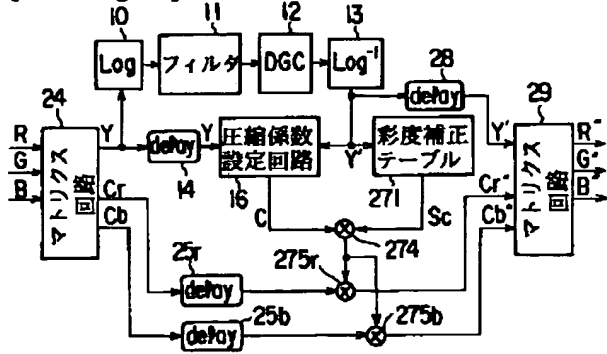 10
11
12
13
Log
フィルタ
DGC
Log⁻¹
28
delay
24
29
R
G
B
マトリクス回路
Y
delay
14
Y
圧縮係数
設定回路
16
Y'
彩度補正
テーブル
271
Y'
マトリクス回路
R"
G"
B"
Cr
Cb
C
Sc
Cr"
Cb"
274
275r
25r
delay
delay
25b
275b